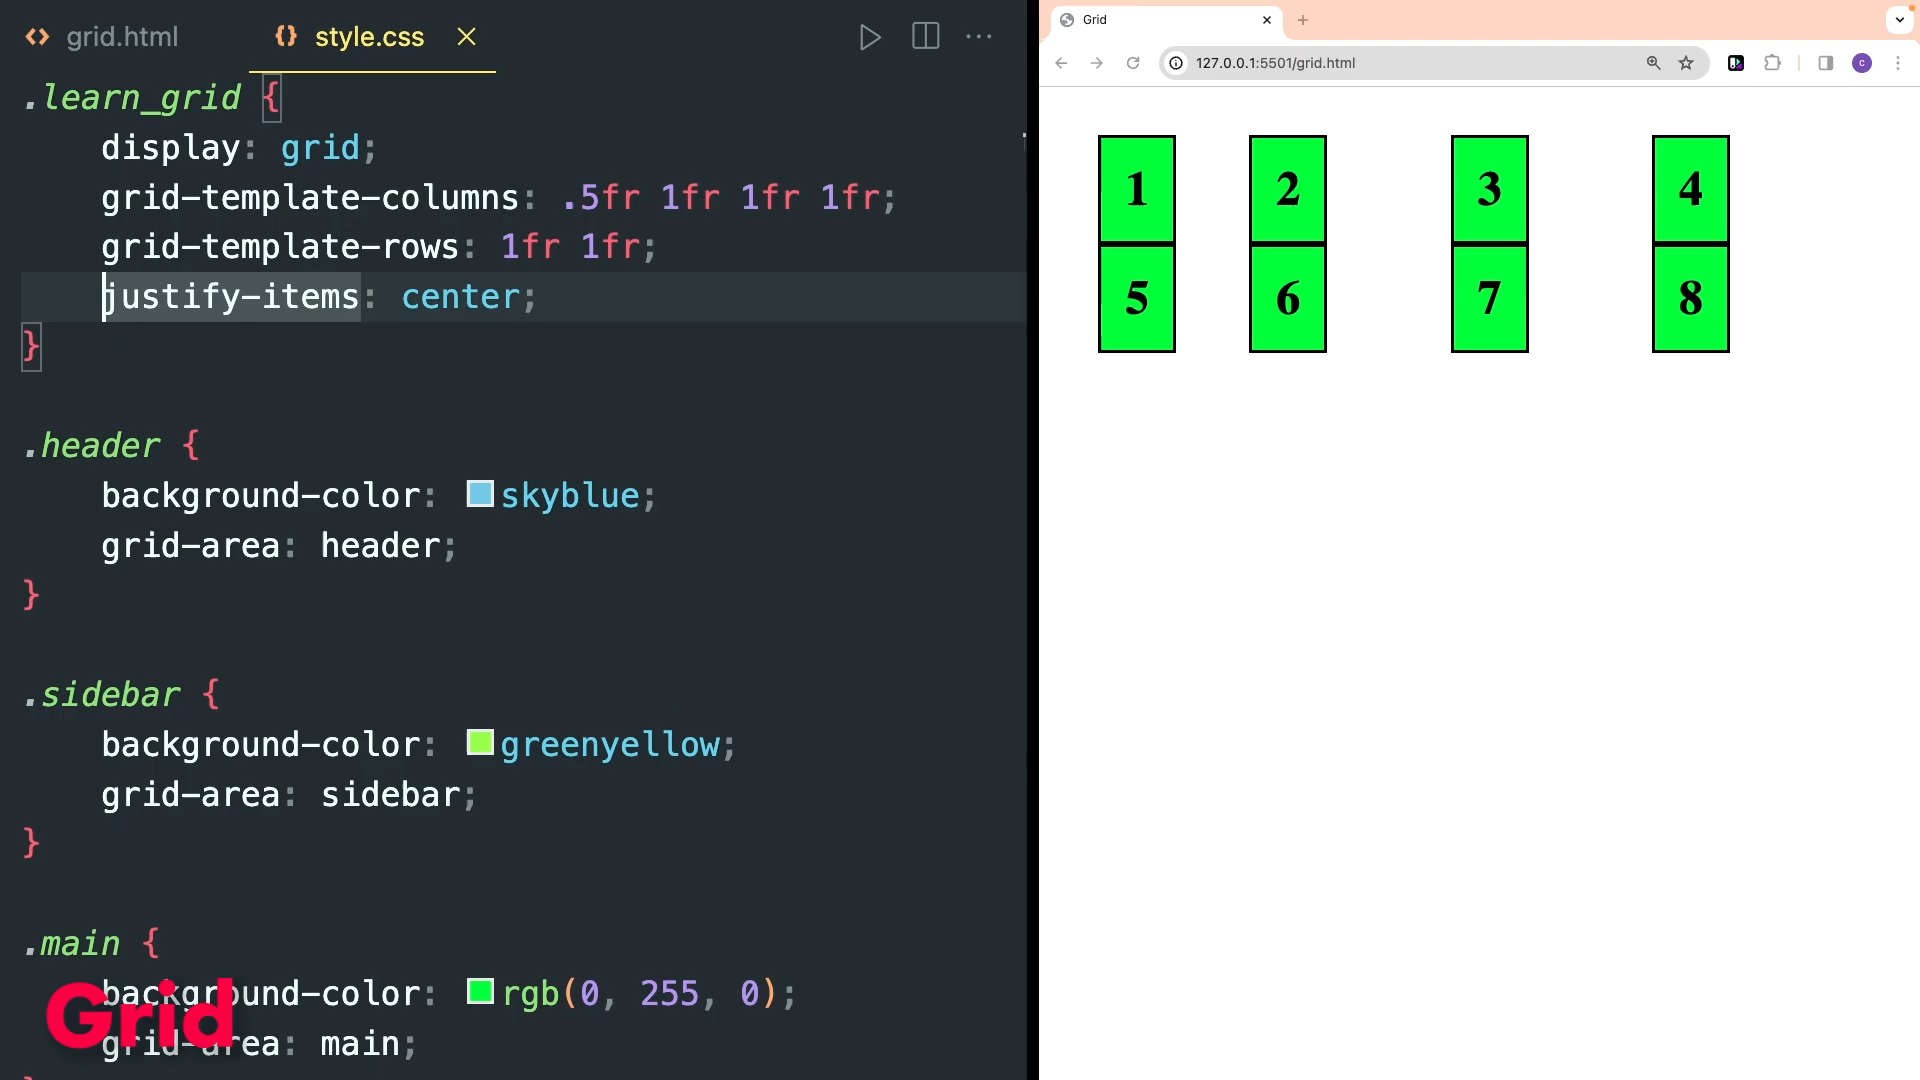 grid.html style.css
.learn_grid {
display: grid;
grid-template-columns: .5fr 1fr 1fr 1fr;
grid-template-rows: 1fr 1fr;
justify-items: center;
}
.header {
background-color: skyblue;
grid-area: header;
}
.sidebar {
background-color: greenyellow;
grid-area: sidebar;
}
.main {
background-color: rgb(0, 255, 0);
grid-area: main;
Grid
Grid
127.0.0.1:5501/grid.html
c
1 2 3 4
5 6 7 8